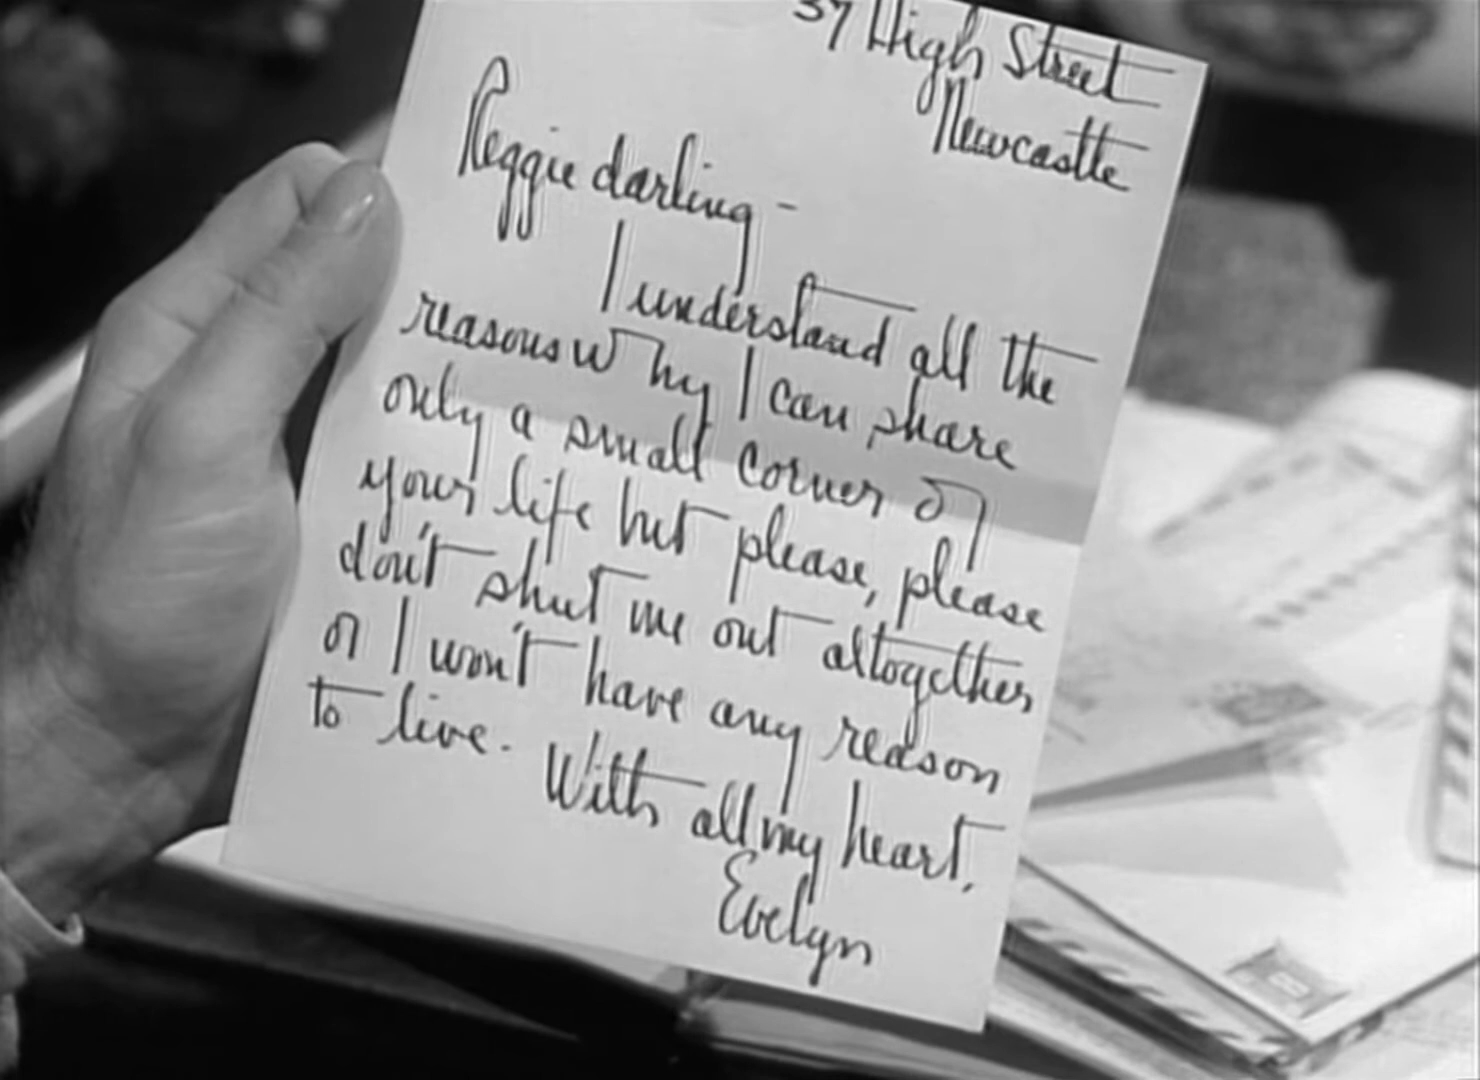 37 High Street
Newcastle
Reggie darling -
I understand all the
reasons why I can share
only a small corner of
your life but please, please
don't shut me out altogether
or I won't have any reason
to live. With all my heart,
Evelyn